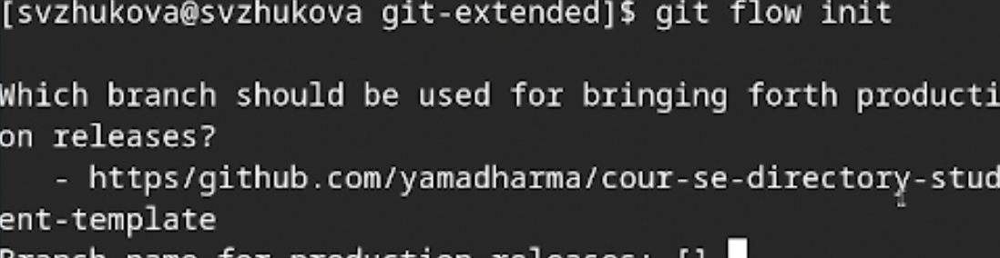 [svzhukova@svzhukova git-extended]$ git flow init
Which branch should be used for bringing forth producti
on releases?
- https/github.com/yamadharma/cour-se-directory-stud
ent-template
Branch name for production releases: []